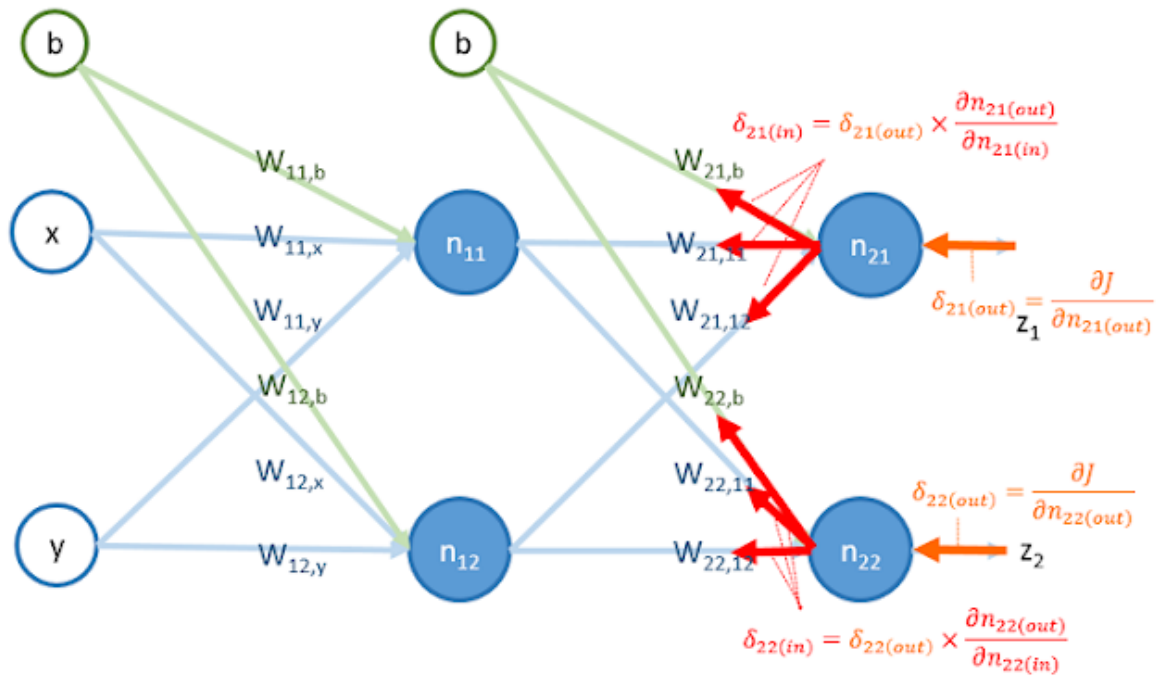 b
b
δ₂₁₍ᵢₙ₎ = δ₂₁₍ₒᵤₜ₎ × ∂n₂₁₍ₒᵤₜ₎ / ∂n₂₁₍ᵢₙ₎
W₁₁,b
W₂₁,b
x
W₁₁,x
n₁₁
W₂₁,₁₁
n₂₁
W₁₁,y
W₂₁,₁₂
δ₂₁₍ₒᵤₜ₎ = ∂J / ∂n₂₁₍ₒᵤₜ₎
z₁
W₁₂,b
W₂₂,b
W₁₂,x
W₂₂,₁₁
δ₂₂₍ₒᵤₜ₎ = ∂J / ∂n₂₂₍ₒᵤₜ₎
y
W₁₂,y
n₁₂
W₂₂,₁₂
n₂₂
z₂
δ₂₂₍ᵢₙ₎ = δ₂₂₍ₒᵤₜ₎ × ∂n₂₂₍ₒᵤₜ₎ / ∂n₂₂₍ᵢₙ₎